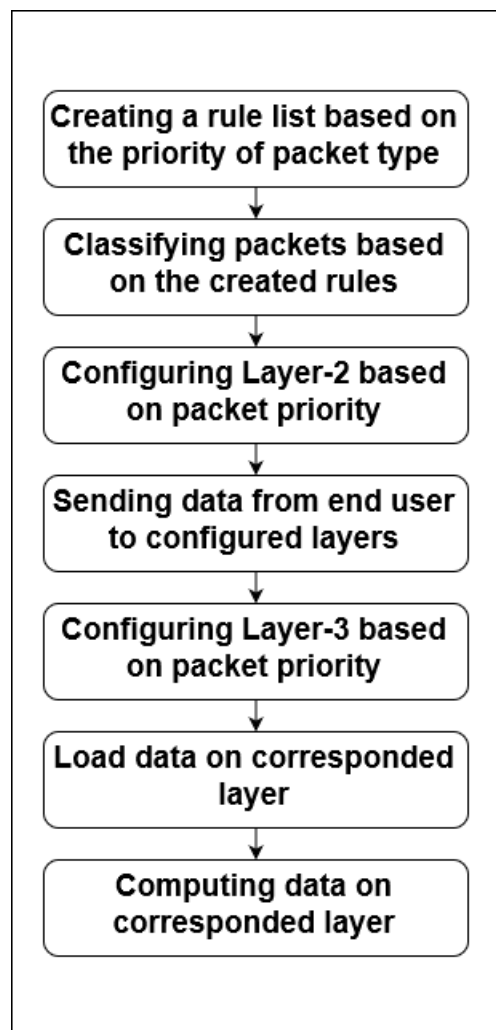 Creating a rule list based on
the priority of packet type
Classifying packets based
on the created rules
Configuring Layer-2 based
on packet priority
Sending data from end user
to configured layers
Configuring Layer-3 based
on packet priority
Load data on corresponded
layer
Computing data on
corresponded layer